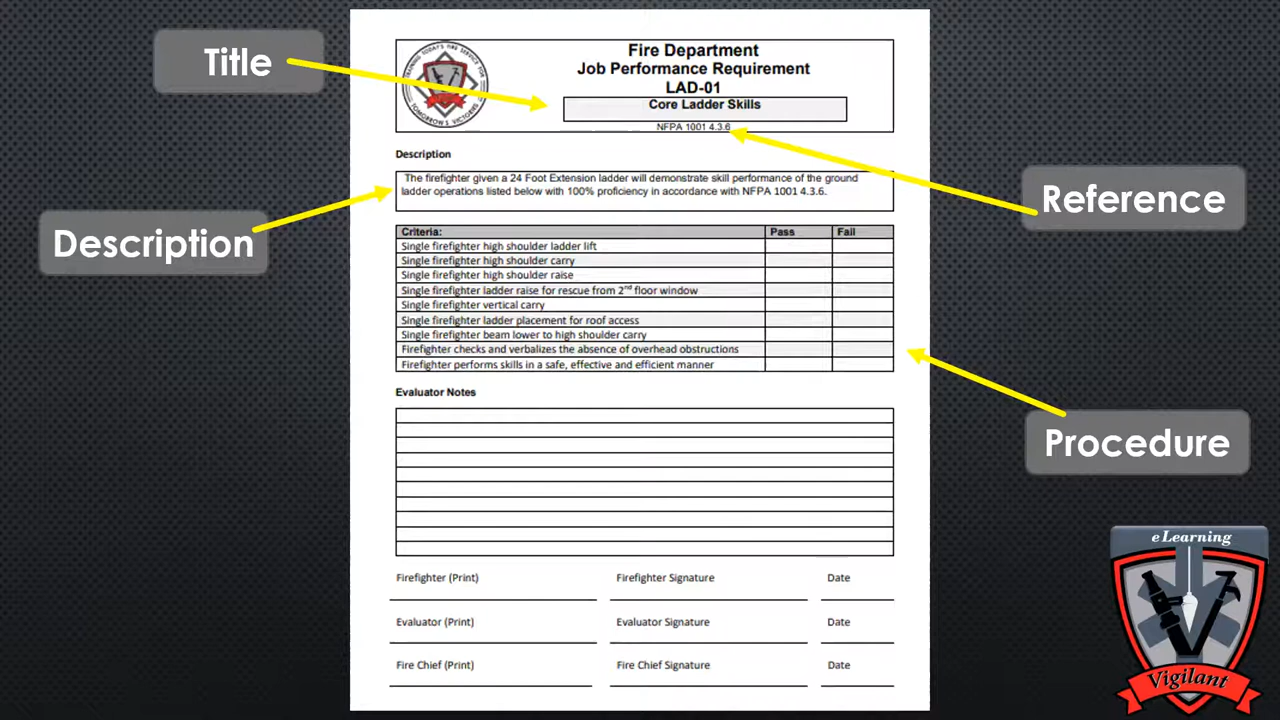 Title
Description
Reference
Procedure
TRAINING TODAY'S FIRE SERVICE FOR
TOMORROW'S VICTORIES
Fire Department
Job Performance Requirement
LAD-01
Core Ladder Skills
NFPA 1001 4.3.6
Description
The firefighter given a 24 Foot Extension ladder will demonstrate skill performance of the ground
ladder operations listed below with 100% proficiency in accordance with NFPA 1001 4.3.6.
Criteria: Pass Fail
Single firefighter high shoulder ladder lift
Single firefighter high shoulder carry
Single firefighter high shoulder raise
Single firefighter ladder raise for rescue from 2nd floor window
Single firefighter vertical carry
Single firefighter ladder placement for roof access
Single firefighter beam lower to high shoulder carry
Firefighter checks and verbalizes the absence of overhead obstructions
Firefighter performs skills in a safe, effective and efficient manner
Evaluator Notes
Firefighter (Print) Firefighter Signature Date
Evaluator (Print) Evaluator Signature Date
Fire Chief (Print) Fire Chief Signature Date
eLearning
Vigilant